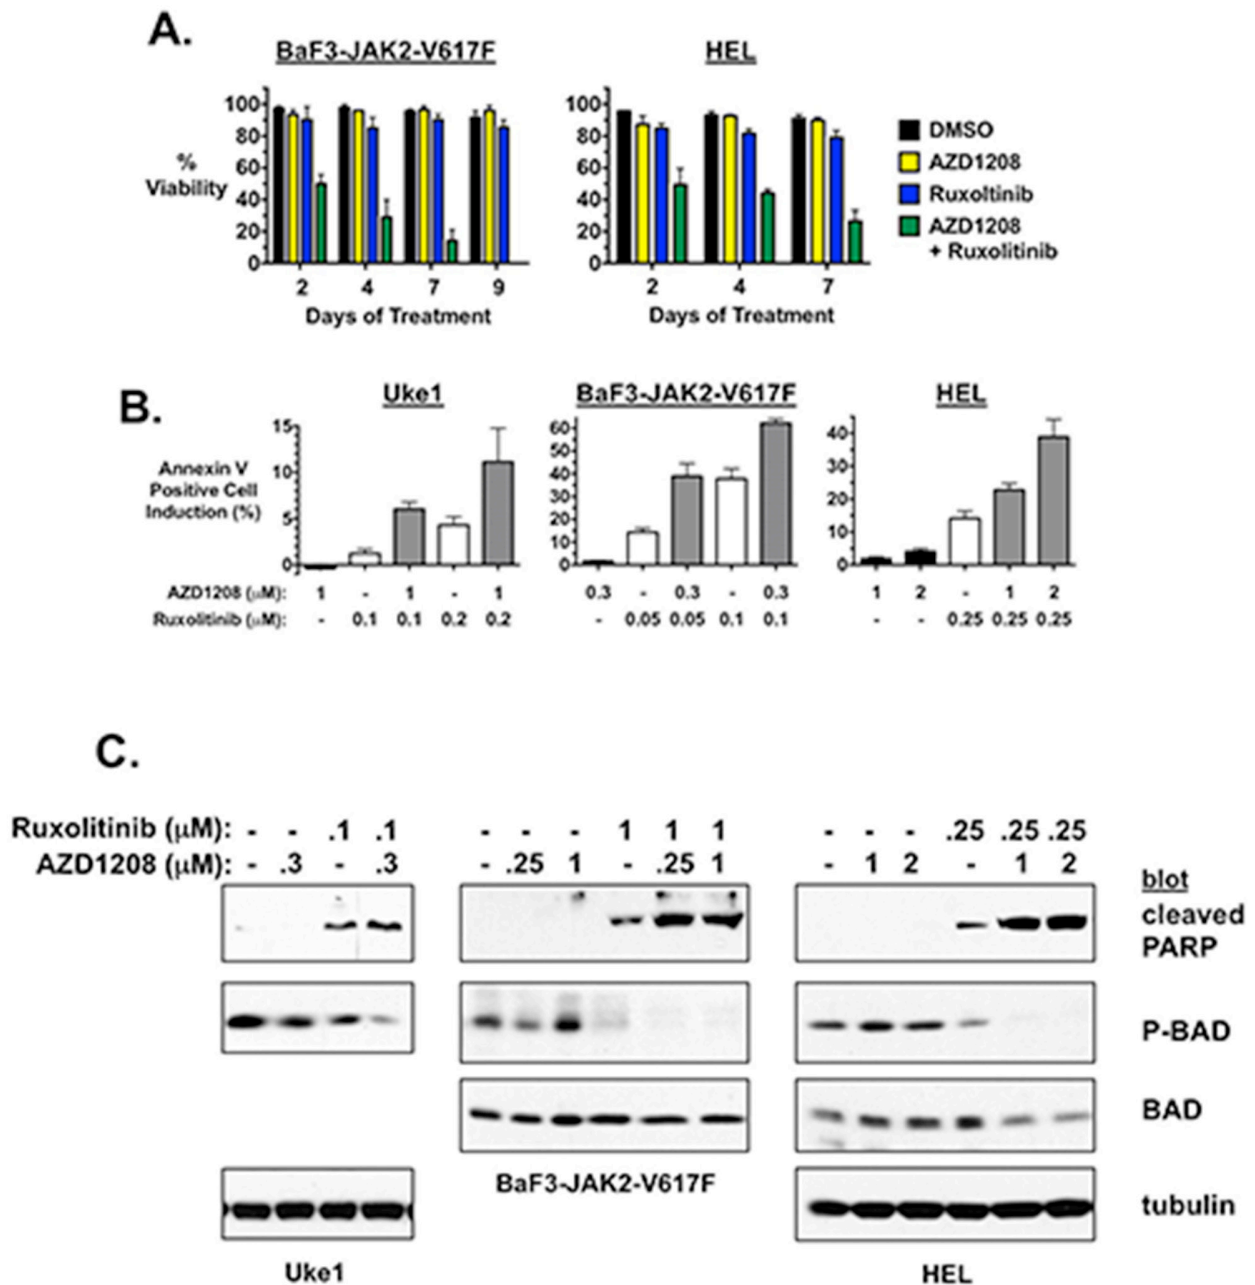 A.
BaF3-JAK2-V617F
HEL
100
80
60
40
20
0
% 
Viability
2 4 7 9
Days of Treatment
100
80
60
40
20
0
2 4 7
Days of Treatment
DMSO
AZD1208
Ruxoltinib
AZD1208
+ Ruxolitinib
B.
Uke1
BaF3-JAK2-V617F
HEL
Annexin V
Positive Cell
Induction (%)
15
10
5
0
60
50
40
30
20
10
0
40
30
20
10
0
AZD1208 (µM): 1 - 1 - 1 0.3 - 0.3 - 0.3 1 2 - 1 2
Ruxolitinib (µM): - 0.1 0.1 0.2 0.2 - 0.05 0.05 0.1 0.1 - - 0.25 0.25 0.25
C.
Ruxolitinib (µM): - - .1 .1 - - - 1 1 1 - - - .25 .25 .25
AZD1208 (µM): - .3 - .3 - .25 1 - .25 1 - 1 2 - 1 2
blot
cleaved
PARP
P-BAD
BAD
BaF3-JAK2-V617F
tubulin
Uke1
HEL